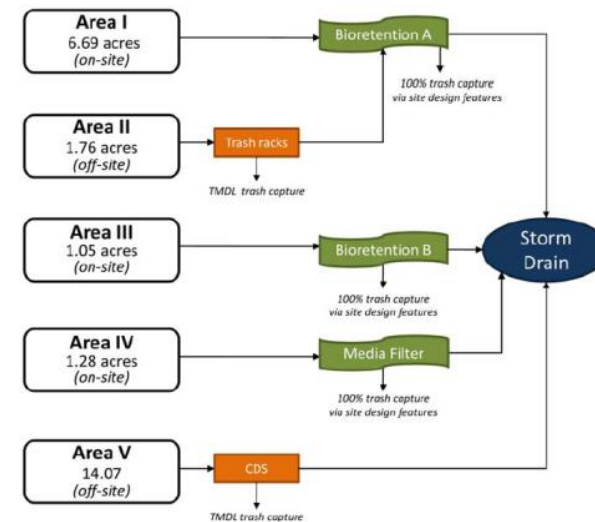 Area I
6.69 acres
(on-site)
Bioretention A
100% trash capture
via site design features
Area II
1.76 acres
(off-site)
Trash racks
TMDL trash capture
Area III
1.05 acres
(on-site)
Bioretention B
100% trash capture
via site design features
Storm
Drain
Area IV
1.28 acres
(on-site)
Media Filter
100% trash capture
via site design features
Area V
14.07
(off-site)
CDS
TMDL trash capture